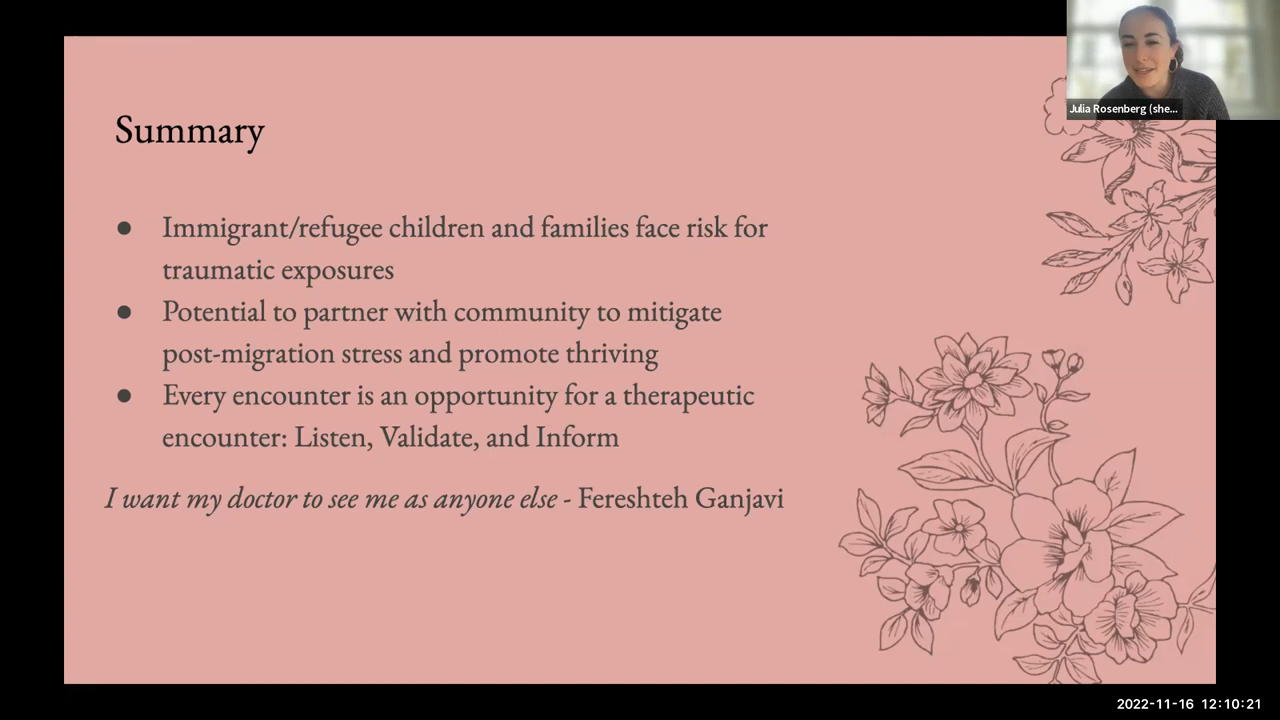 Julia Rosenberg (she...
Summary
● Immigrant/refugee children and families face risk for
traumatic exposures
● Potential to partner with community to mitigate
post-migration stress and promote thriving
● Every encounter is an opportunity for a therapeutic
encounter: Listen, Validate, and Inform
I want my doctor to see me as anyone else - Fereshteh Ganjavi
2022-11-16 12:10:21